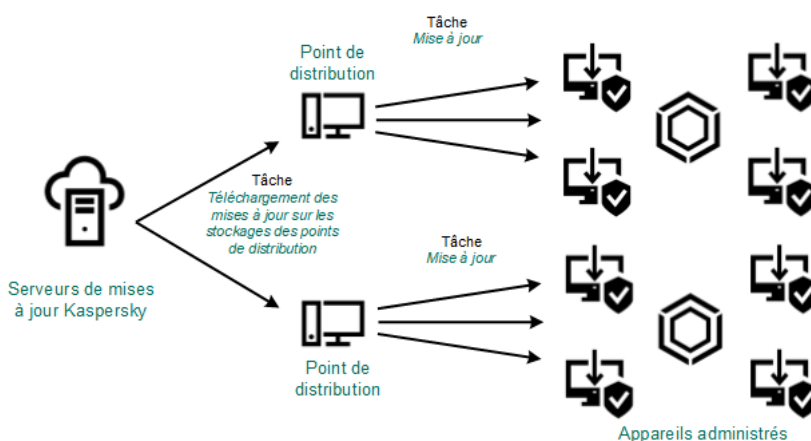 Tâche
Mise à jour
Point de
distribution
Tâche
Téléchargement des
mises à jour sur les
stockages des points
de distribution
Tâche
Mise à jour
Serveurs de mises
à jour Kaspersky
Point de
distribution
Appareils administrés